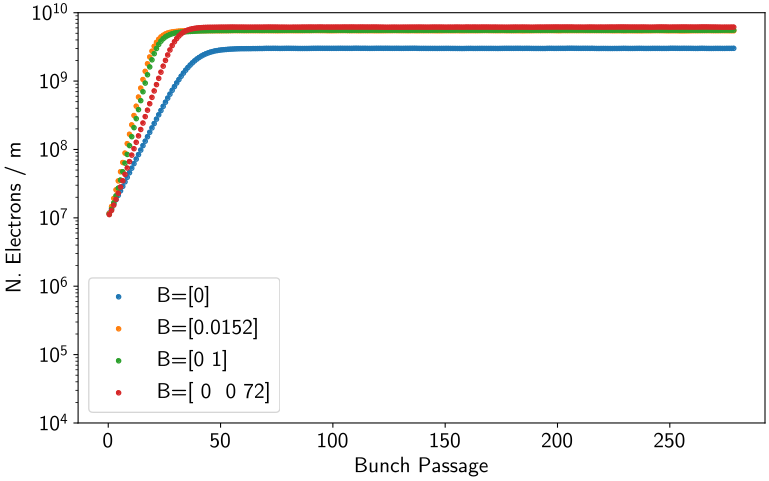 10^10
10^9
10^8
10^7
10^6
10^5
10^4
N. Electrons / m
B=[0]
B=[0.0152]
B=[0 1]
B=[ 0  0 72]
0 50 100 150 200 250
Bunch Passage